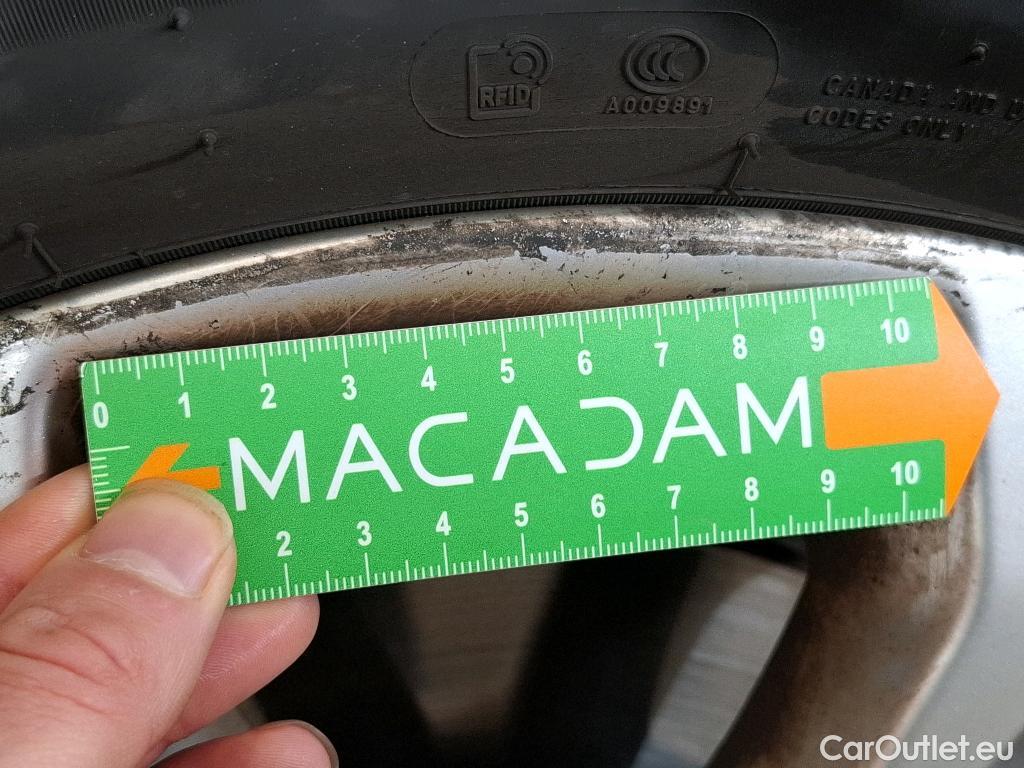 RFID
CCC
A009891
CANADA AND
CODES ONLY
0 1 2 3 4 5 6 7 8 9 10
MACADAM
2 3 4 5 6 7 8 9 10
CarOutlet.eu